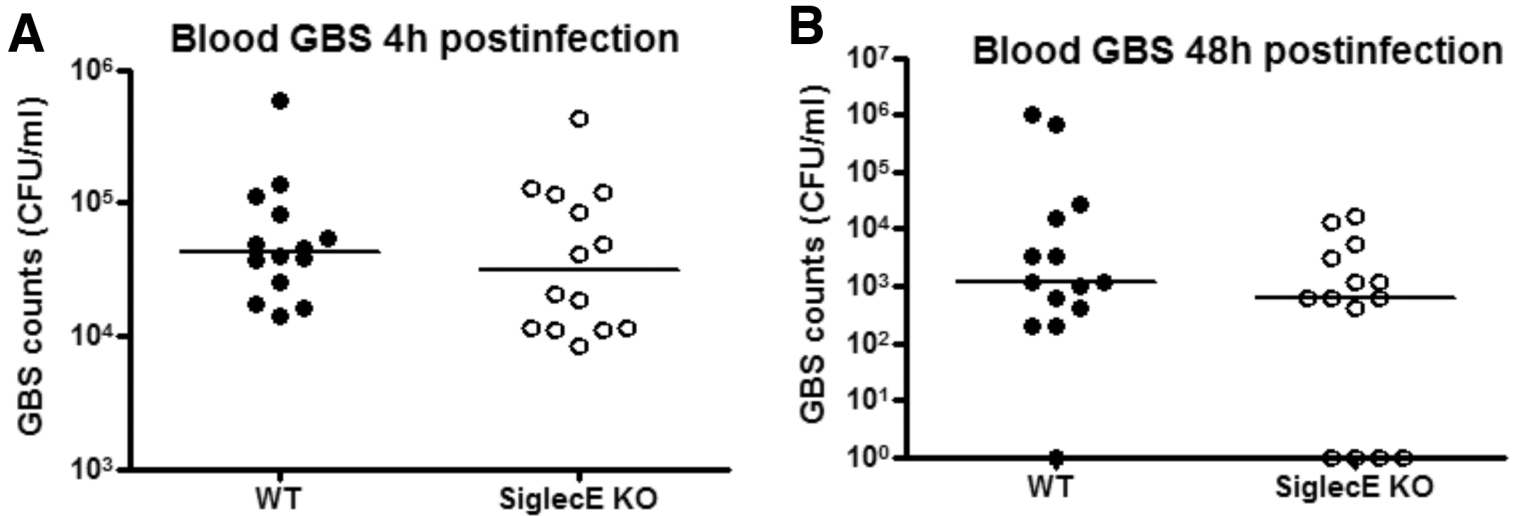 A
Blood GBS 4h postinfection
GBS counts (CFU/ml)
10⁶
10⁵
10⁴
10³
WT
SiglecE KO
B
Blood GBS 48h postinfection
GBS counts (CFU/ml)
10⁷
10⁶
10⁵
10⁴
10³
10²
10¹
10⁰
WT
SiglecE KO